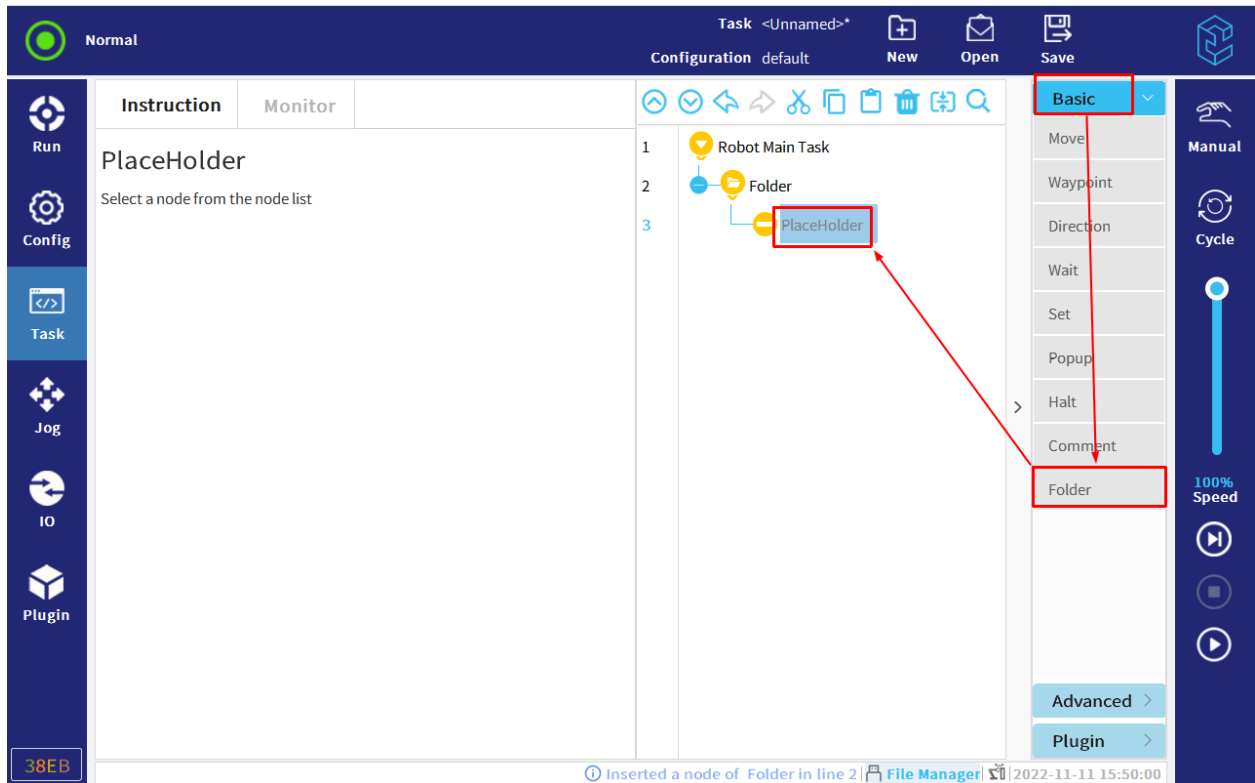 Normal
Task <Unnamed>*
Configuration default
New
Open
Save
Run
Config
Task
Jog
IO
Plugin
38EB
Instruction
Monitor
PlaceHolder
Select a node from the node list
1 Robot Main Task
2 Folder
3 PlaceHolder
Basic
Move
Waypoint
Direction
Wait
Set
Popup
Halt
Comment
Folder
Advanced
Plugin
Manual
Cycle
100%
Speed
Inserted a node of Folder in line 2
File Manager
2022-11-11 15:50:00